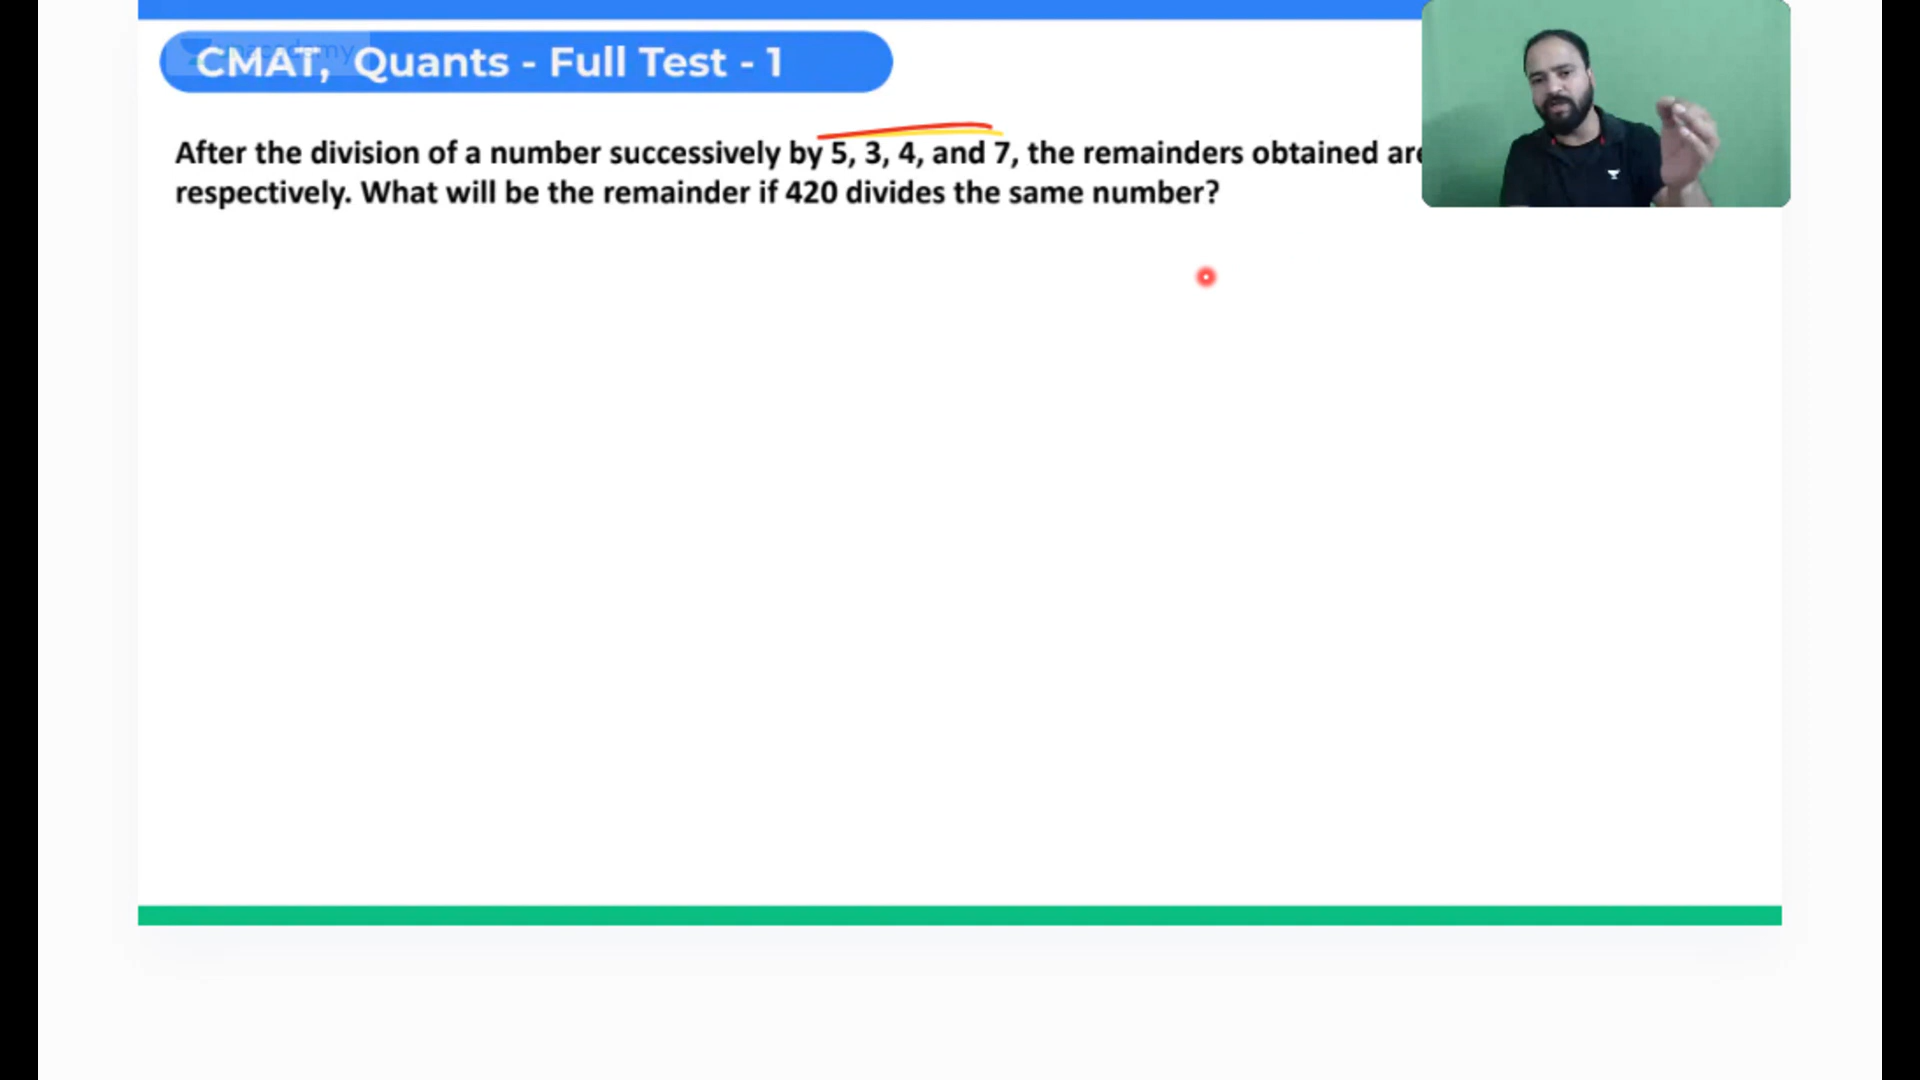 CMAT, Quants - Full Test - 1
After the division of a number successively by 5, 3, 4, and 7, the remainders obtained are
respectively. What will be the remainder if 420 divides the same number?